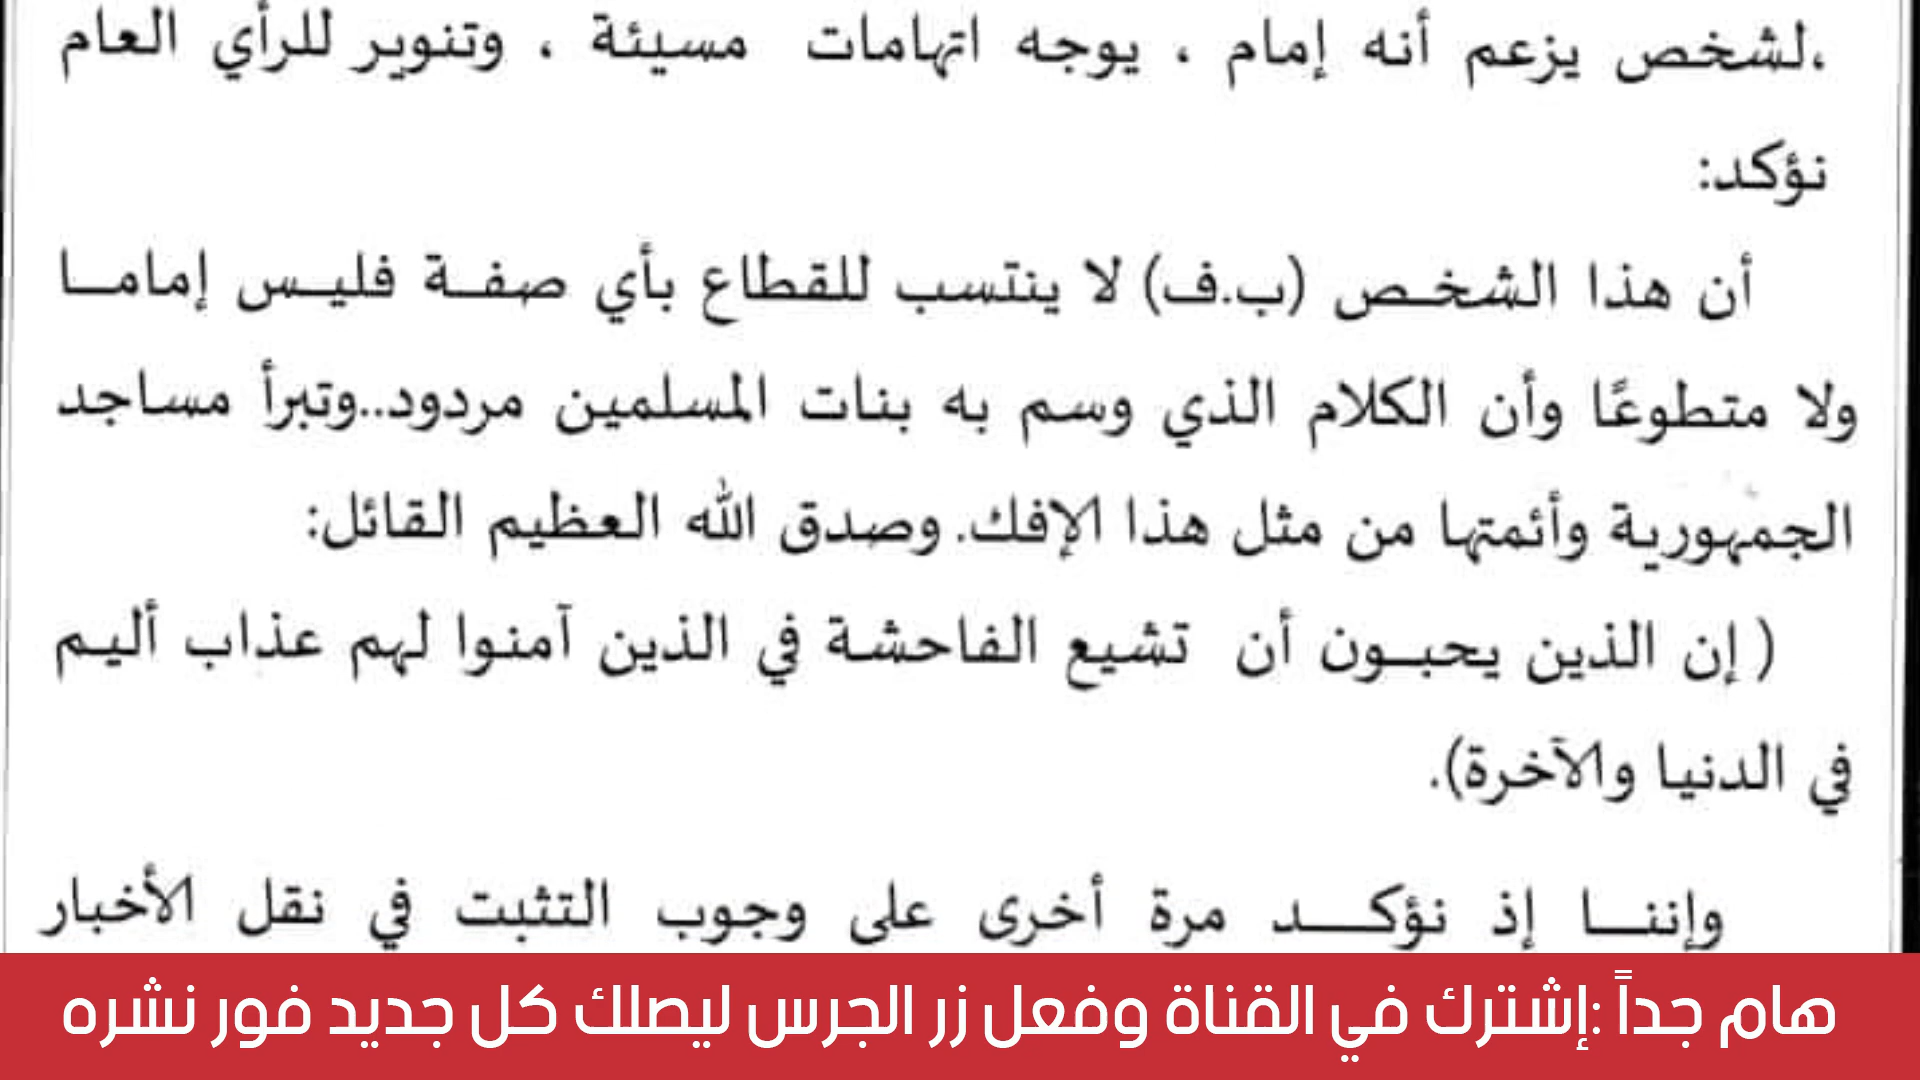 ،لشخص يزعم أنه إمام ، يوجه اتهامات مسيئة ، وتنوير للرأي العام
نؤكد:
أن هذا الشخص (ب.ف) لا ينتسب للقطاع بأي صفة فليس إماما
ولا متطوعًا وأن الكلام الذي وسم به بنات المسلمين مردود..وتبرأ مساجد
الجمهورية وأئمتها من مثل هذا الإفك. وصدق الله العظيم القائل:
( إن الذين يحبون أن تشيع الفاحشة في الذين آمنوا لهم عذاب أليم
في الدنيا والآخرة).
وإننا إذ نؤكد مرة أخرى على وجوب التثبت في نقل الأخبار
هام جداً :إشترك في القناة وفعل زر الجرس ليصلك كل جديد فور نشره